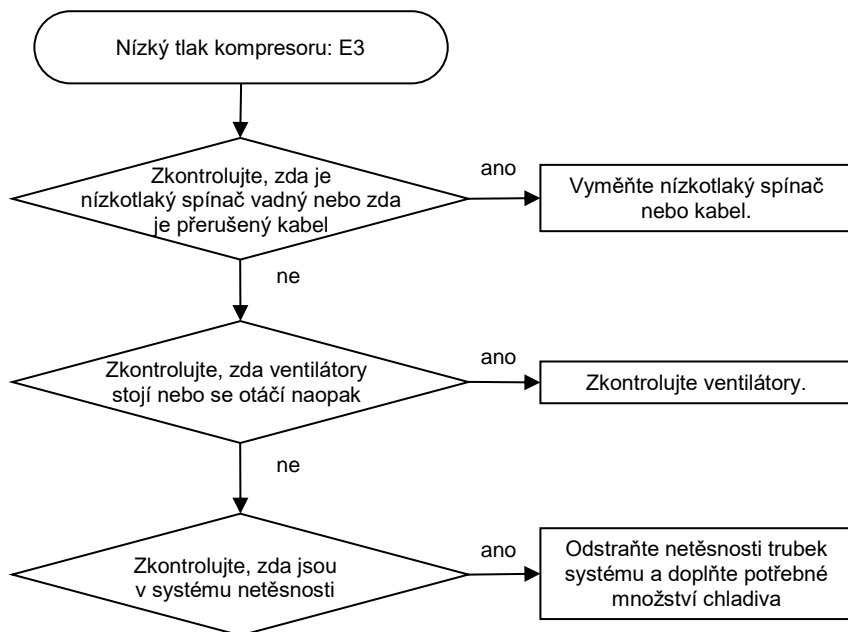 Nízký tlak kompresoru: E3
Zkontrolujte, zda je
nízkotlaký spínač vadný nebo zda
je přerušený kabel
ano
Vyměňte nízkotlaký spínač
nebo kabel.
ne
Zkontrolujte, zda ventilátory
stojí nebo se otáčí naopak
ano
Zkontrolujte ventilátory.
ne
Zkontrolujte, zda jsou
v systému netěsnosti
ano
Odstraňte netěsnosti trubek
systému a doplňte potřebné
množství chladiva